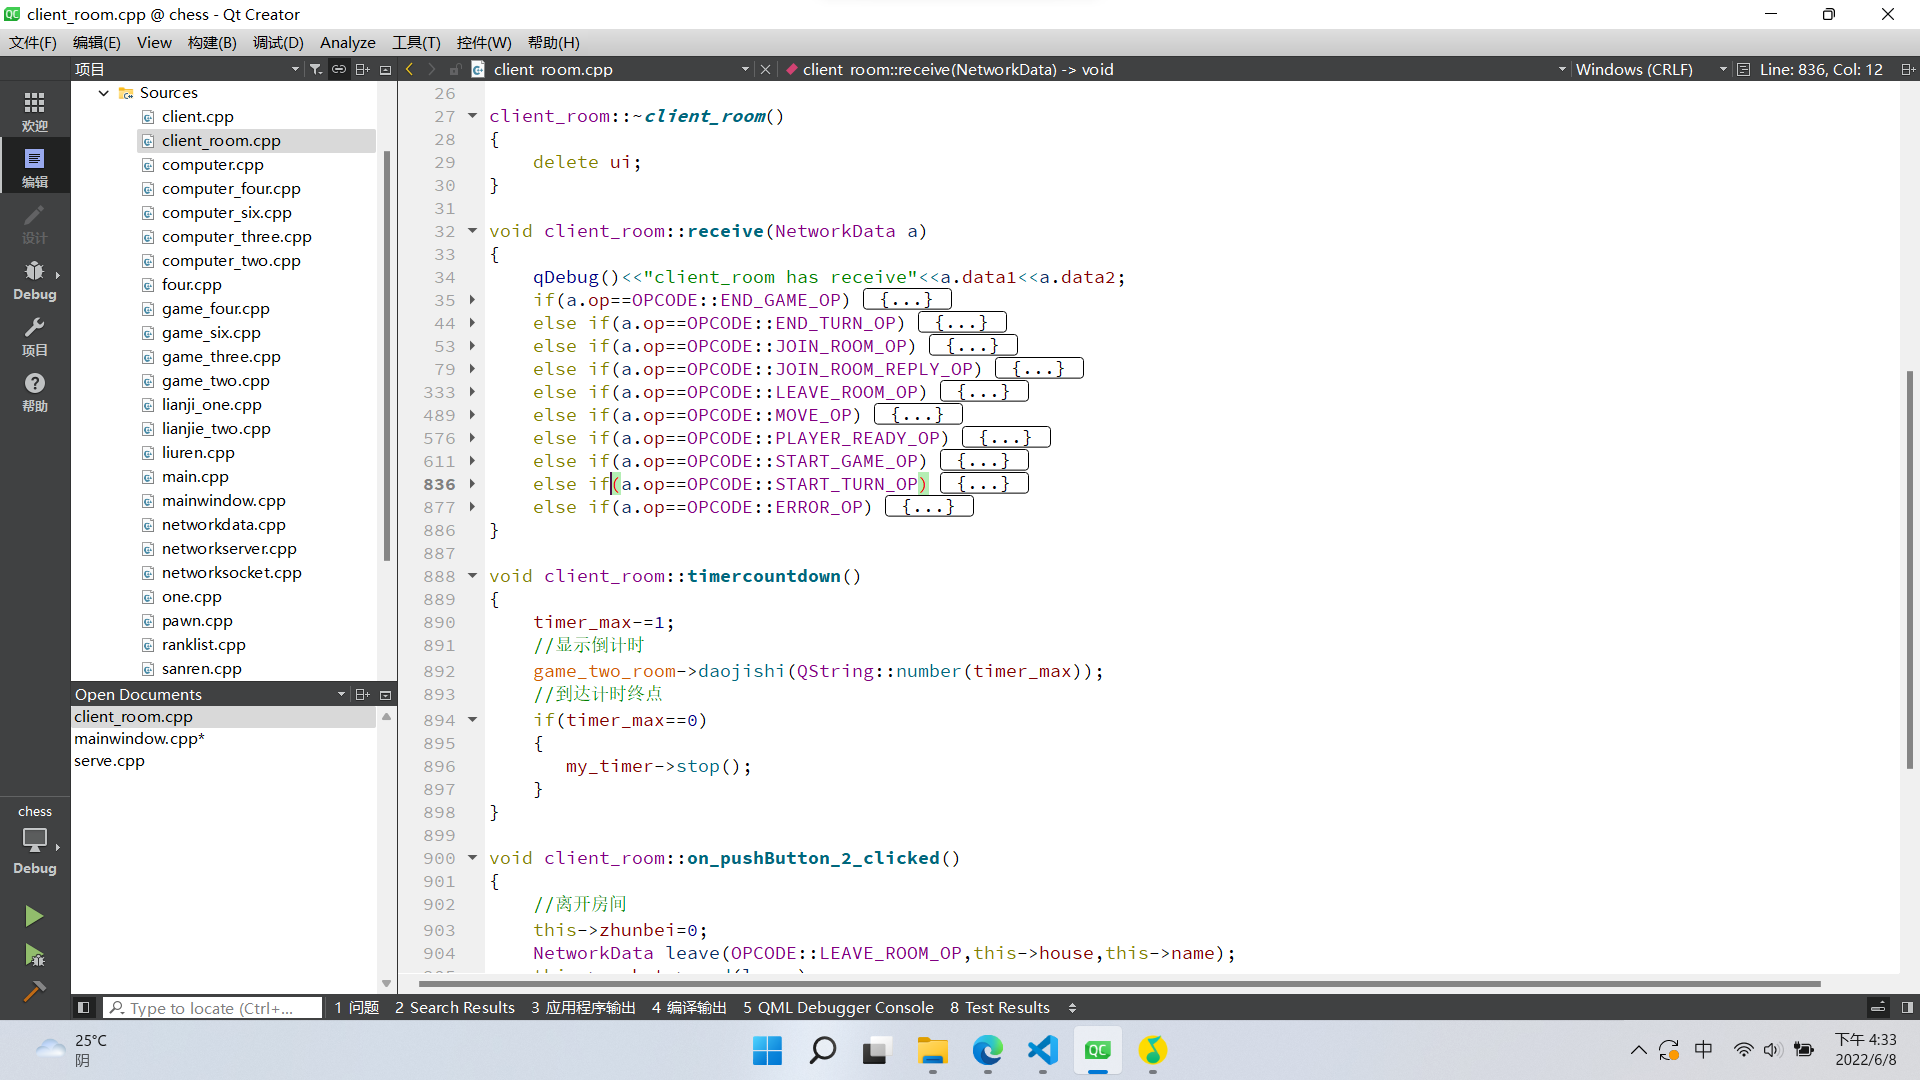 client_room.cpp @ chess - Qt Creator
文件(F) 编辑(E) View 构建(B) 调试(D) Analyze 工具(T) 控件(W) 帮助(H)
项目
client_room.cpp
client_room::receive(NetworkData) -> void
Windows (CRLF)
Line: 836, Col: 12
欢迎
编辑
设计
Debug
项目
帮助
chess
Debug
Sources
client.cpp
client_room.cpp
computer.cpp
computer_four.cpp
computer_six.cpp
computer_three.cpp
computer_two.cpp
four.cpp
game_four.cpp
game_six.cpp
game_three.cpp
game_two.cpp
lianji_one.cpp
lianjie_two.cpp
liuren.cpp
main.cpp
mainwindow.cpp
networkdata.cpp
networkserver.cpp
networksocket.cpp
one.cpp
pawn.cpp
ranklist.cpp
sanren.cpp
Open Documents
client_room.cpp
mainwindow.cpp*
serve.cpp
26
27 client_room::~client_room()
28 {
29 delete ui;
30 }
31
32 void client_room::receive(NetworkData a)
33 {
34 qDebug()<<"client_room has receive"<<a.data1<<a.data2;
35 if(a.op==OPCODE::END_GAME_OP) {...}
44 else if(a.op==OPCODE::END_TURN_OP) {...}
53 else if(a.op==OPCODE::JOIN_ROOM_OP) {...}
79 else if(a.op==OPCODE::JOIN_ROOM_REPLY_OP) {...}
333 else if(a.op==OPCODE::LEAVE_ROOM_OP) {...}
489 else if(a.op==OPCODE::MOVE_OP) {...}
576 else if(a.op==OPCODE::PLAYER_READY_OP) {...}
611 else if(a.op==OPCODE::START_GAME_OP) {...}
836 else if(a.op==OPCODE::START_TURN_OP) {...}
877 else if(a.op==OPCODE::ERROR_OP) {...}
886 }
887
888 void client_room::timercountdown()
889 {
890 timer_max-=1;
891 //显示倒计时
892 game_two_room->daojishi(QString::number(timer_max));
893 //到达计时终点
894 if(timer_max==0)
895 {
896 my_timer->stop();
897 }
898 }
899
900 void client_room::on_pushButton_2_clicked()
901 {
902 //离开房间
903 this->zhunbei=0;
904 NetworkData leave(OPCODE::LEAVE_ROOM_OP,this->house,this->name);
Type to locate (Ctrl+...
1 问题 2 Search Results 3 应用程序输出 4 编译输出 5 QML Debugger Console 8 Test Results
25°C
阴
QC
中
下午 4:33
2022/6/8